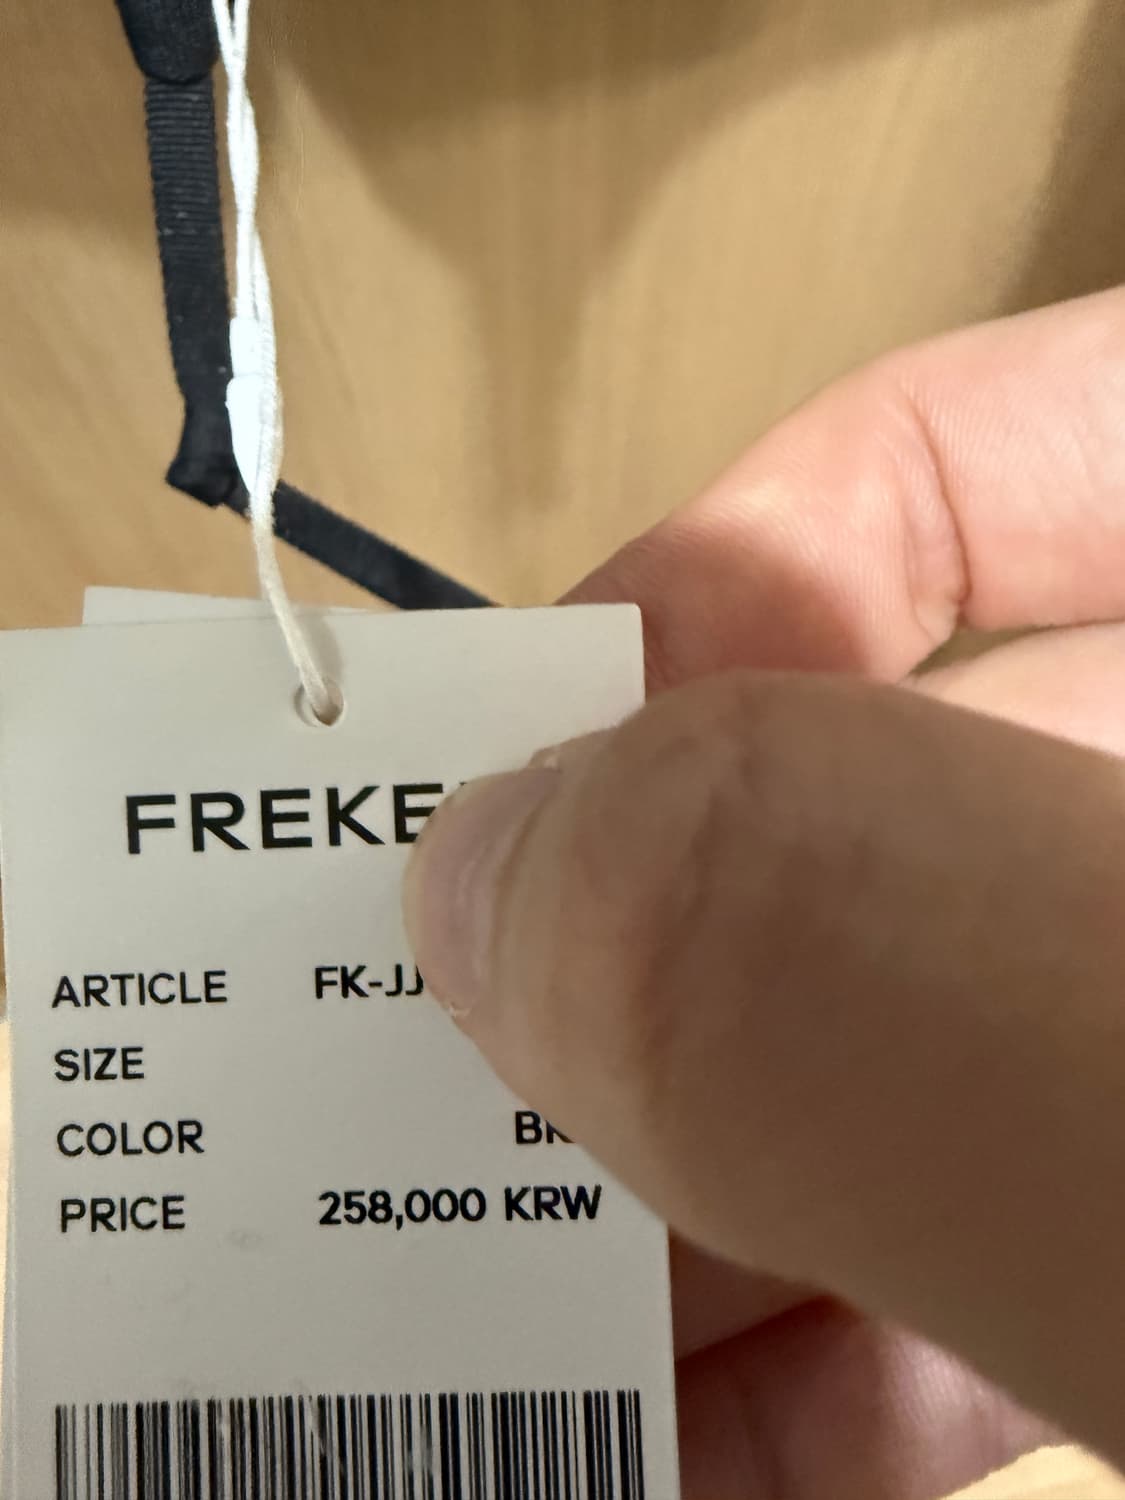 FREKE
ARTICLE FK-JJ
SIZE
COLOR
PRICE 258,000 KRW